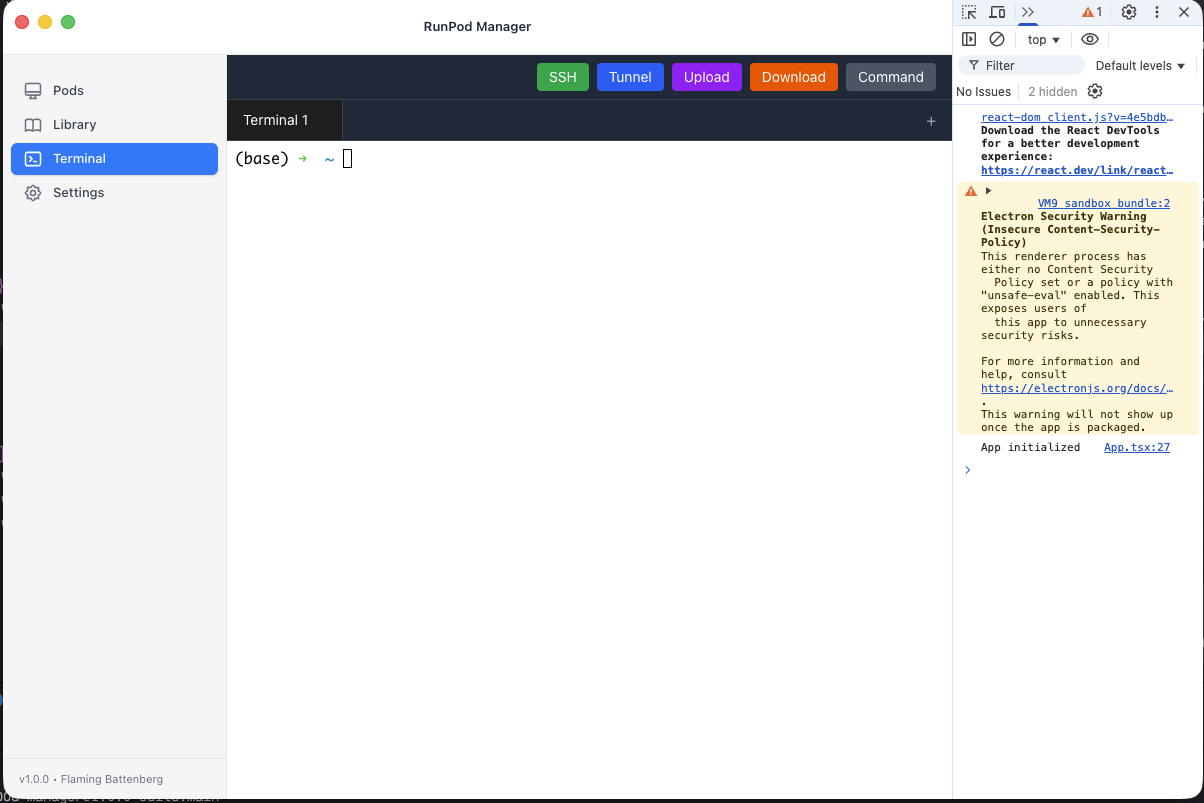 RunPod Manager
Pods
Library
Terminal
Settings
SSH
Tunnel
Upload
Download
Command
Terminal 1
+
(base) ➜ ~
v1.0.0 • Flaming Battenberg
1
top
Filter
Default levels
No Issues
2 hidden
react-dom client.js?v=4e5bdb…
Download the React DevTools
for a better development
experience:
https://react.dev/link/react…
VM9 sandbox bundle:2
Electron Security Warning
(Insecure Content-Security-
Policy)
This renderer process has
either no Content Security
Policy set or a policy with
"unsafe-eval" enabled. This
exposes users of
this app to unnecessary
security risks.
For more information and
help, consult
https://electronjs.org/docs/…
.
This warning will not show up
once the app is packaged.
App initialized
App.tsx:27